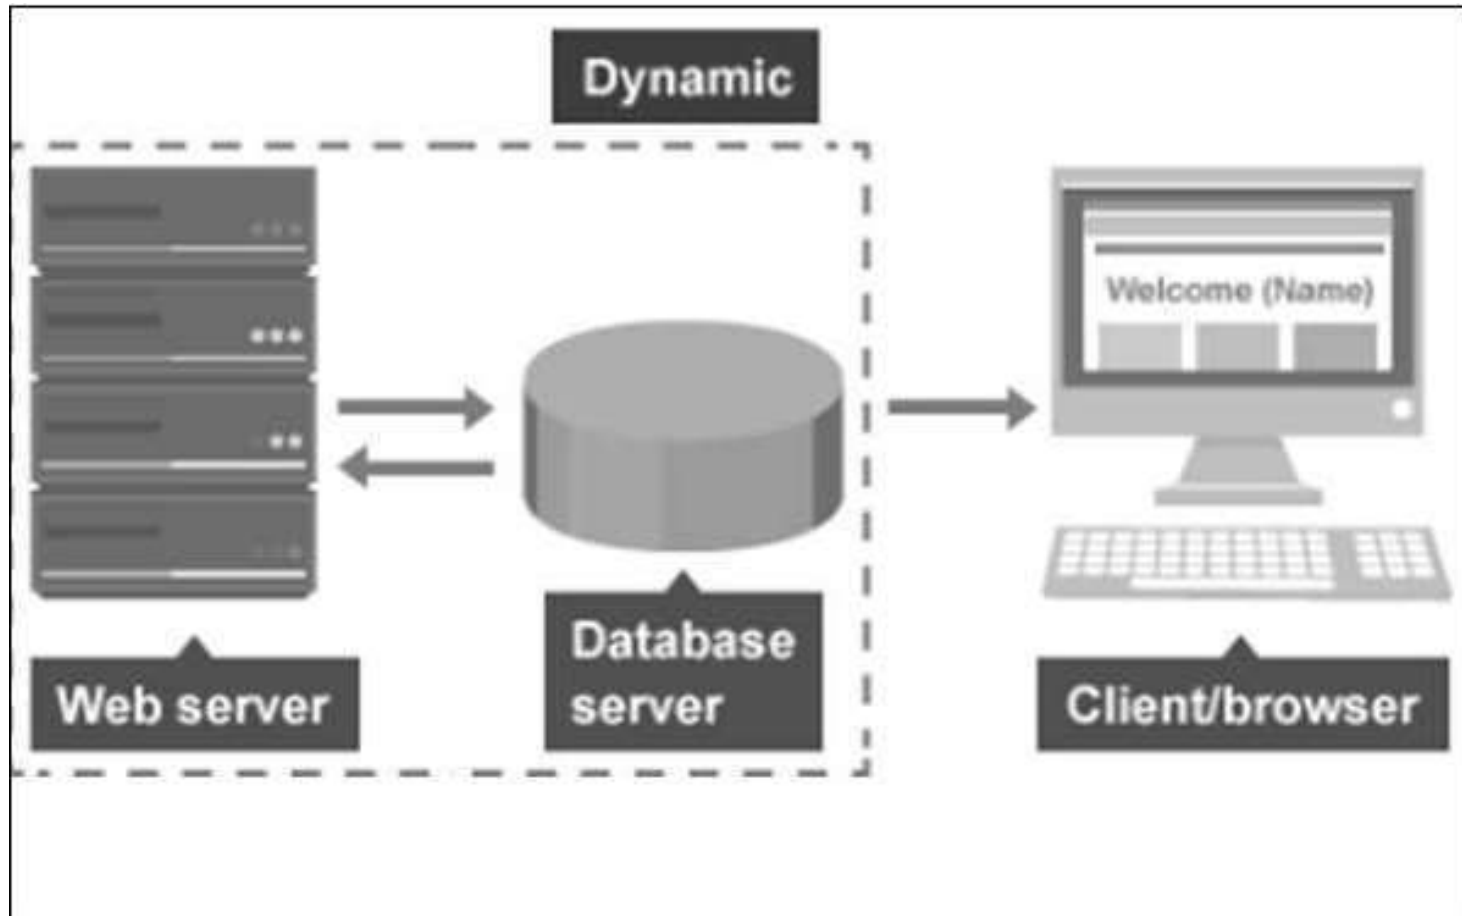 Dynamic
Welcome (Name)
Web server
Database
server
Client/browser